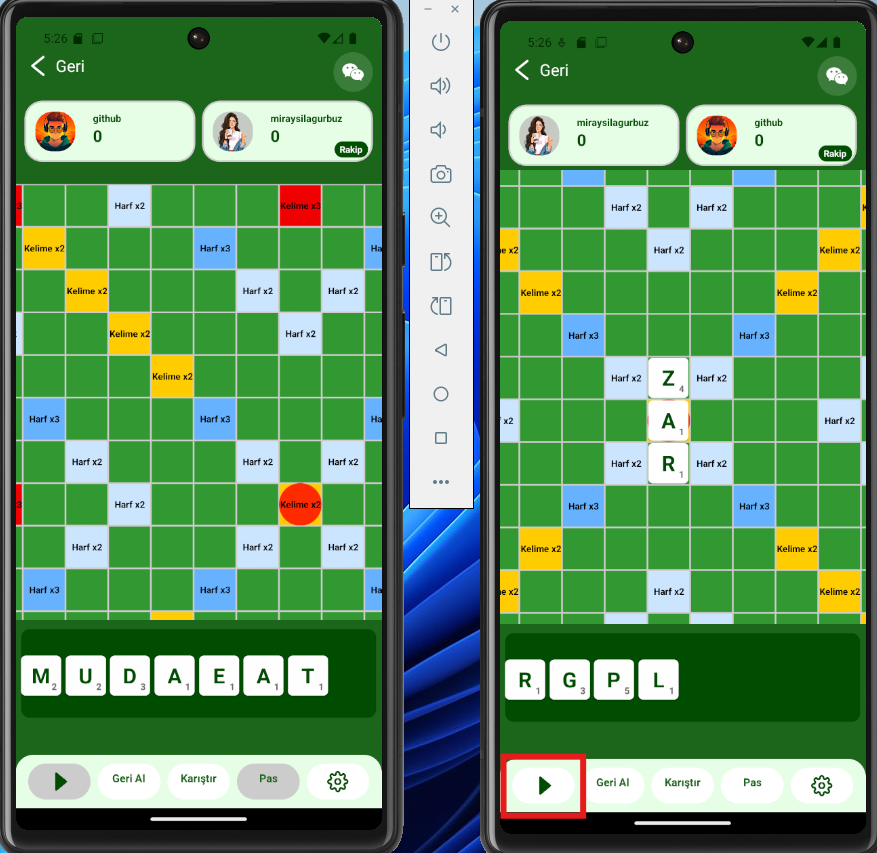 5:26
Geri
github
0
miraysilagurbuz
0
Rakip
Harf x2
Kelime x3
Kelime x2
Harf x3
Kelime x2
Harf x2
Harf x2
Kelime x2
Harf x2
Kelime x2
Harf x3
Harf x3
Harf x2
Harf x2
Harf x2
Harf x2
Kelime x2
Harf x2
Harf x2
Harf x2
Harf x3
Harf x3
M 2
U 2
D 3
A 1
E 1
A 1
T 1
Geri Al
Karıştır
Pas
5:26
Geri
miraysilagurbuz
0
github
0
Rakip
Harf x2
Harf x2
Harf x2
Kelime x2
Kelime x2
Kelime x2
Harf x3
Harf x3
Harf x2
Z 4
Harf x2
A 1
Harf x2
Harf x2
R 1
Harf x2
Harf x3
Harf x3
Kelime x2
Kelime x2
Harf x2
Kelime x2
R 1
G 3
P 5
L 1
Geri Al
Karıştır
Pas